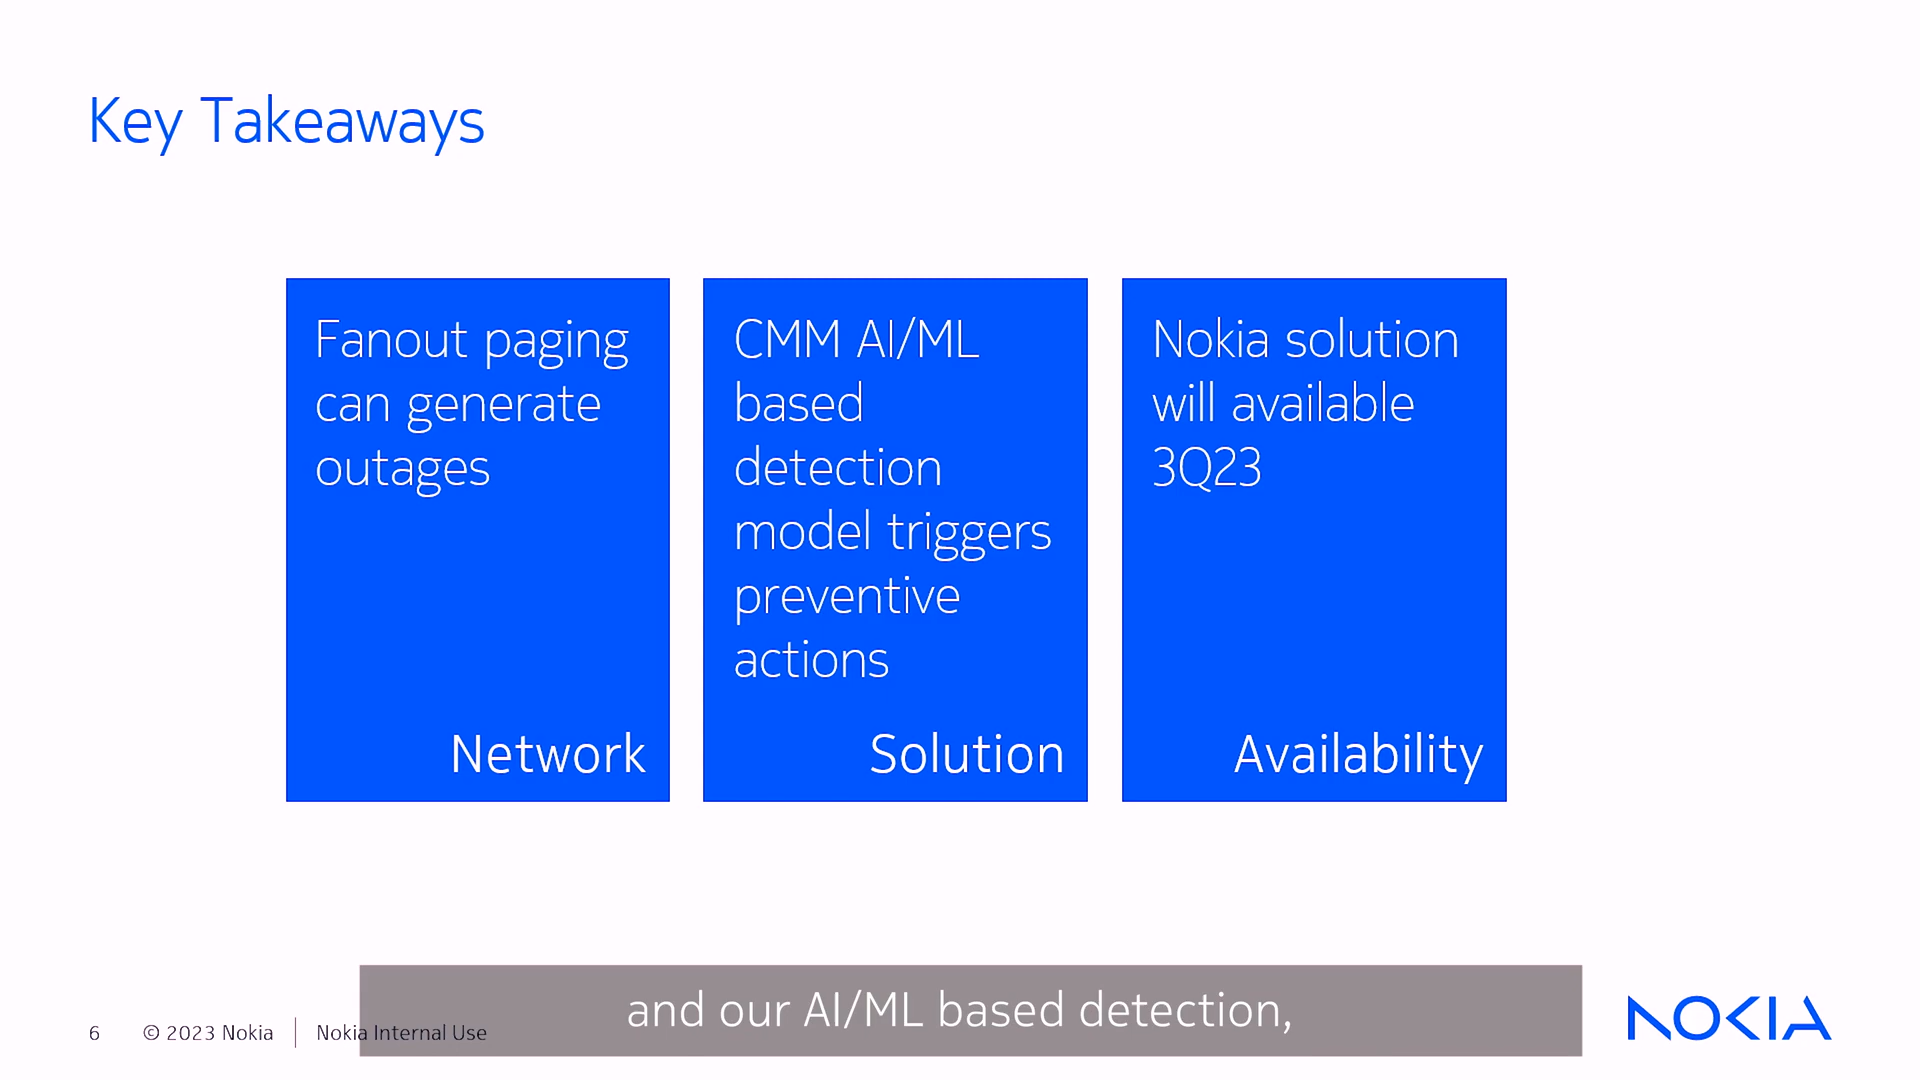 Key Takeaways
Fanout paging
can generate
outages
Network
CMM AI/ML
based
detection
model triggers
preventive
actions
Solution
Nokia solution
will available
3Q23
Availability
and our AI/ML based detection,
6 © 2023 Nokia Nokia Internal Use
NOKIA